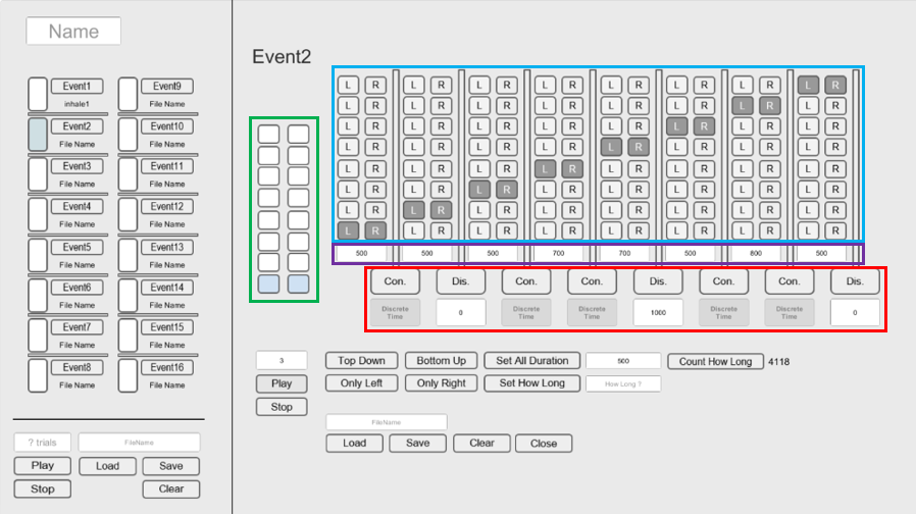 Name
Event1 Event9
inhale1 File Name
Event2 Event10
File Name File Name
Event3 Event11
File Name File Name
Event4 Event12
File Name File Name
Event5 Event13
File Name File Name
Event6 Event14
File Name File Name
Event7 Event15
File Name File Name
Event8 Event16
File Name File Name
? trials FileName
Play Load Save
Stop Clear
Event2
L R L R L R L R L R L R L R L R
L R L R L R L R L R L R L R L R
L R L R L R L R L R L R L R L R
L R L R L R L R L R L R L R L R
L R L R L R L R L R L R L R L R
L R L R L R L R L R L R L R L R
L R L R L R L R L R L R L R L R
L R L R L R L R L R L R L R L R
500 500 500 700 700 500 800 500
Con. Dis. Con. Con. Dis. Con. Con. Dis.
Discrete Time 0 Discrete Time Discrete Time 1000 Discrete Time Discrete Time 0
3 Top Down Bottom Up Set All Duration 500 Count How Long 4118
Play Only Left Only Right Set How Long How Long ?
Stop
FileName
Load Save Clear Close